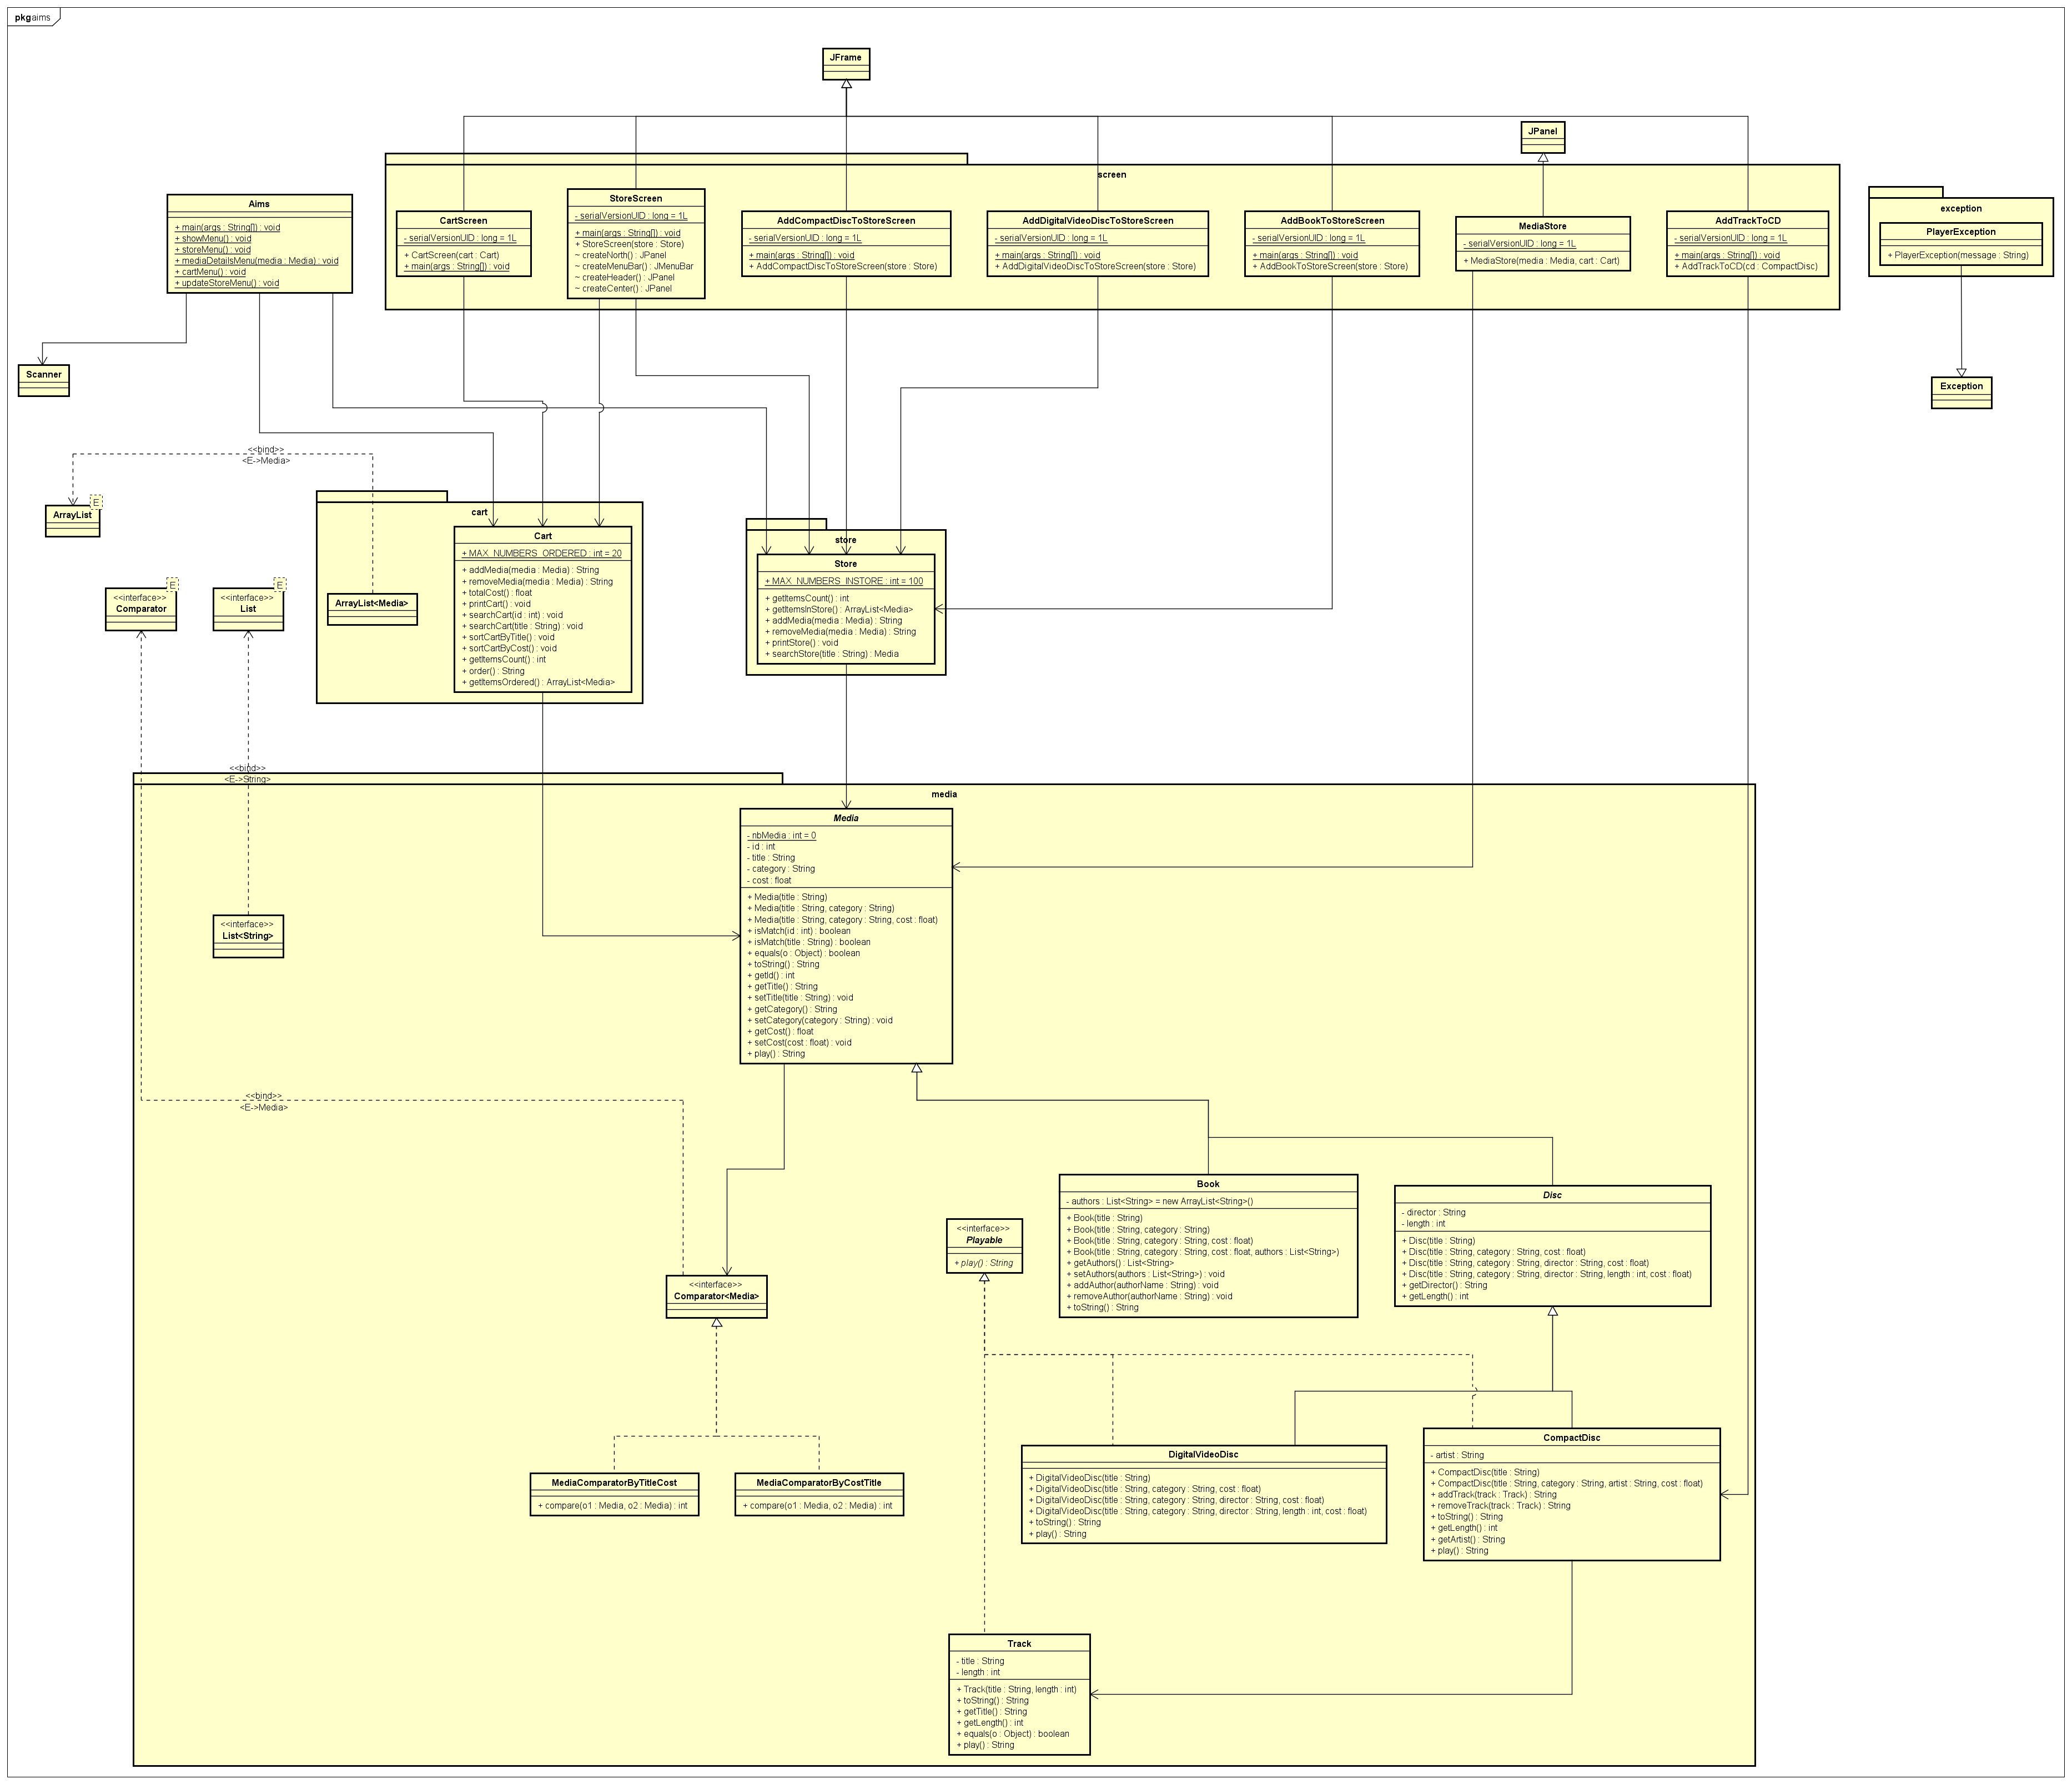 pkg aims
JFrame
JPanel
screen
Aims
+ main(args : String[]) : void
+ showMenu() : void
+ storeMenu() : void
+ mediaDetailsMenu(media : Media) : void
+ cartMenu() : void
+ updateStoreMenu() : void
CartScreen
- serialVersionUID : long = 1L
+ CartScreen(cart : Cart)
+ main(args : String[]) : void
StoreScreen
- serialVersionUID : long = 1L
+ main(args : String[]) : void
+ StoreScreen(store : Store)
~ createNorth() : JPanel
~ createMenuBar() : JMenuBar
~ createHeader() : JPanel
~ createCenter() : JPanel
AddCompactDiscToStoreScreen
- serialVersionUID : long = 1L
+ main(args : String[]) : void
+ AddCompactDiscToStoreScreen(store : Store)
AddDigitalVideoDiscToStoreScreen
- serialVersionUID : long = 1L
+ main(args : String[]) : void
+ AddDigitalVideoDiscToStoreScreen(store : Store)
AddBookToStoreScreen
- serialVersionUID : long = 1L
+ main(args : String[]) : void
+ AddBookToStoreScreen(store : Store)
MediaStore
- serialVersionUID : long = 1L
+ MediaStore(media : Media, cart : Cart)
AddTrackToCD
- serialVersionUID : long = 1L
+ main(args : String[]) : void
+ AddTrackToCD(cd : CompactDisc)
exception
PlayerException
+ PlayerException(message : String)
Scanner
Exception
<<bind>>
<E->Media>
E
ArrayList
cart
Cart
+ MAX_NUMBERS_ORDERED : int = 20
+ addMedia(media : Media) : String
+ removeMedia(media : Media) : String
+ totalCost() : float
+ printCart() : void
+ searchCart(id : int) : void
+ searchCart(title : String) : void
+ sortCartByTitle() : void
+ sortCartByCost() : void
+ getItemsCount() : int
+ order() : String
+ getItemsOrdered() : ArrayList<Media>
ArrayList<Media>
store
Store
+ MAX_NUMBERS_INSTORE : int = 100
+ getItemsCount() : int
+ getItemsInStore() : ArrayList<Media>
+ addMedia(media : Media) : String
+ removeMedia(media : Media) : String
+ printStore() : void
+ searchStore(title : String) : Media
E
<<interface>>
Comparator
E
<<interface>>
List
<<bind>>
<E->String>
media
Media
- nbMedia : int = 0
- id : int
- title : String
- category : String
- cost : float
+ Media(title : String)
+ Media(title : String, category : String)
+ Media(title : String, category : String, cost : float)
+ isMatch(id : int) : boolean
+ isMatch(title : String) : boolean
+ equals(o : Object) : boolean
+ toString() : String
+ getId() : int
+ getTitle() : String
+ setTitle(title : String) : void
+ getCategory() : String
+ setCategory(category : String) : void
+ getCost() : float
+ setCost(cost : float) : void
+ play() : String
<<interface>>
List<String>
<<bind>>
<E->Media>
Book
- authors : List<String> = new ArrayList<String>()
+ Book(title : String)
+ Book(title : String, category : String)
+ Book(title : String, category : String, cost : float)
+ Book(title : String, category : String, cost : float, authors : List<String>)
+ getAuthors() : List<String>
+ setAuthors(authors : List<String>) : void
+ addAuthor(authorName : String) : void
+ removeAuthor(authorName : String) : void
+ toString() : String
Disc
- director : String
- length : int
+ Disc(title : String)
+ Disc(title : String, category : String, cost : float)
+ Disc(title : String, category : String, director : String, cost : float)
+ Disc(title : String, category : String, director : String, length : int, cost : float)
+ getDirector() : String
+ getLength() : int
<<interface>>
Playable
+ play() : String
<<interface>>
Comparator<Media>
MediaComparatorByTitleCost
+ compare(o1 : Media, o2 : Media) : int
MediaComparatorByCostTitle
+ compare(o1 : Media, o2 : Media) : int
DigitalVideoDisc
+ DigitalVideoDisc(title : String)
+ DigitalVideoDisc(title : String, category : String, cost : float)
+ DigitalVideoDisc(title : String, category : String, director : String, cost : float)
+ DigitalVideoDisc(title : String, category : String, director : String, length : int, cost : float)
+ toString() : String
+ play() : String
CompactDisc
- artist : String
+ CompactDisc(title : String)
+ CompactDisc(title : String, category : String, artist : String, cost : float)
+ addTrack(track : Track) : String
+ removeTrack(track : Track) : String
+ toString() : String
+ getLength() : int
+ getArtist() : String
+ play() : String
Track
- title : String
- length : int
+ Track(title : String, length : int)
+ toString() : String
+ getTitle() : String
+ getLength() : int
+ equals(o : Object) : boolean
+ play() : String